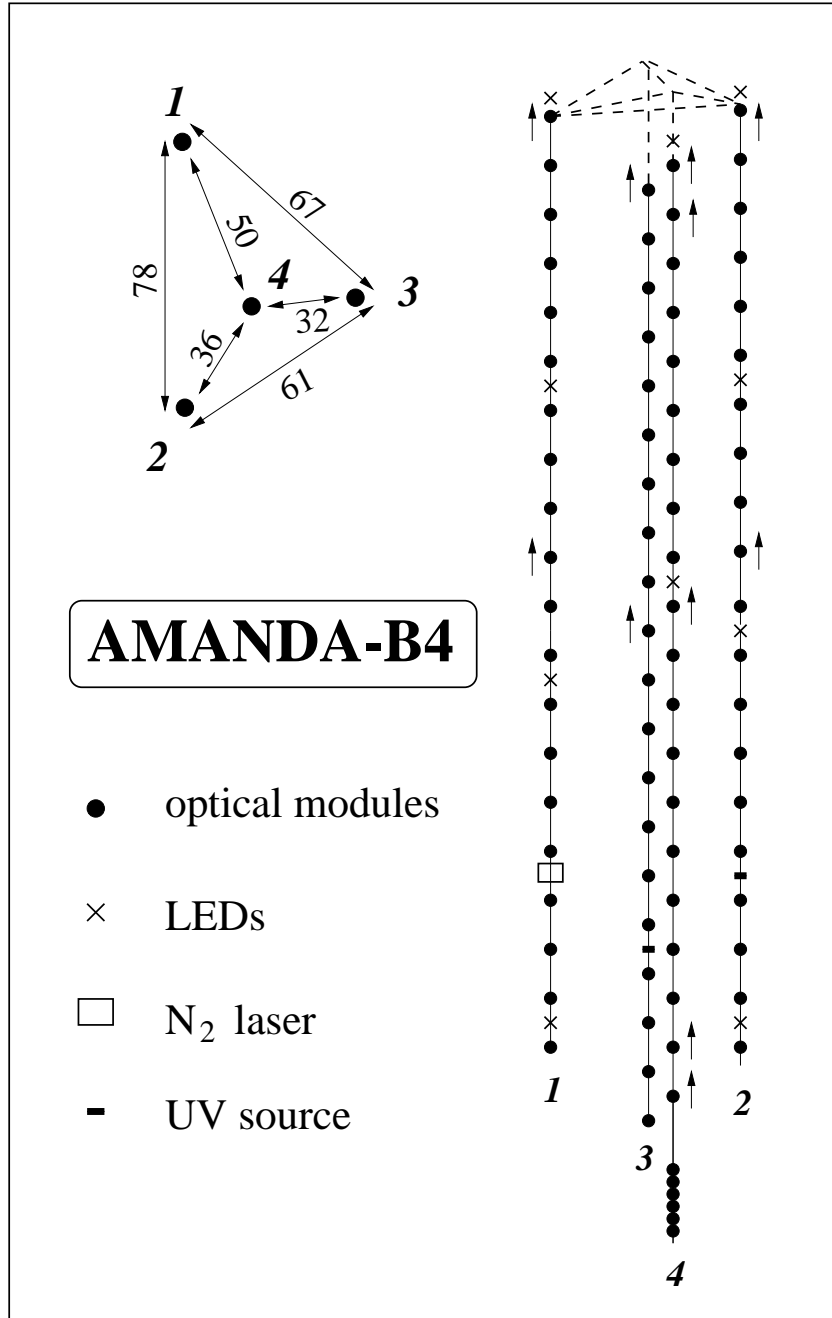 1
67
50
78
4
3
32
36
61
2
AMANDA-B4
optical modules
LEDs
N2 laser
UV source
1
2
3
4